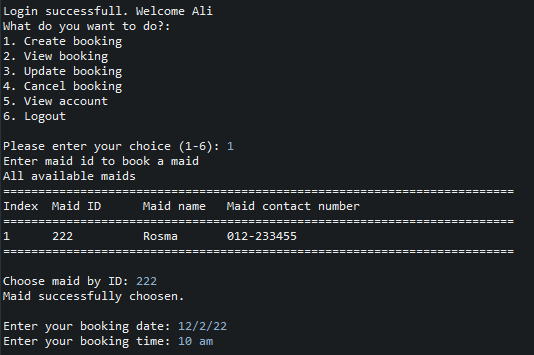 Login successfull. Welcome Ali
What do you want to do?:
1. Create booking
2. View booking
3. Update booking
4. Cancel booking
5. View account
6. Logout
Please enter your choice (1-6): 1
Enter maid id to book a maid
All available maids
=========================================================================
Index  Maid ID      Maid name   Maid contact number
=========================================================================
1      222          Rosma       012-233455
=========================================================================
Choose maid by ID: 222
Maid successfully choosen.
Enter your booking date: 12/2/22
Enter your booking time: 10 am